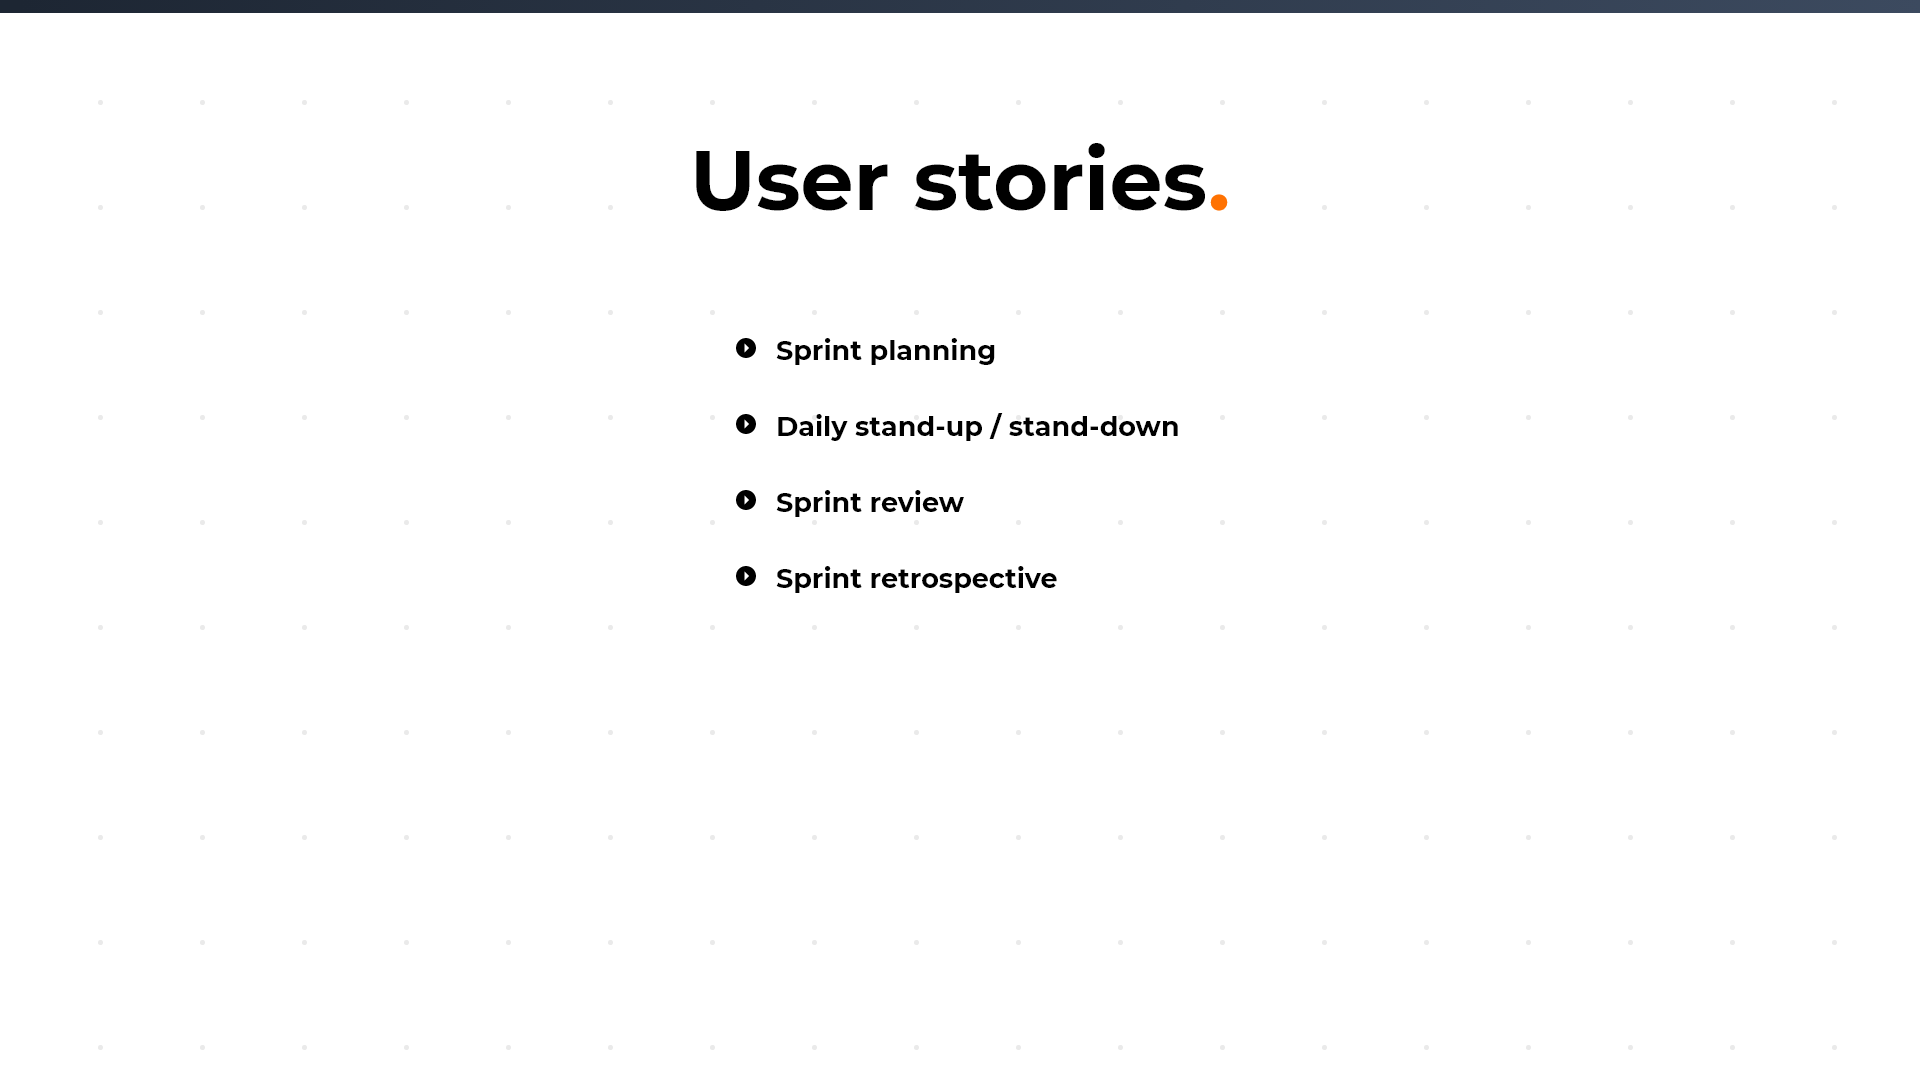 User stories.
Sprint planning
Daily stand-up / stand-down
Sprint review
Sprint retrospective